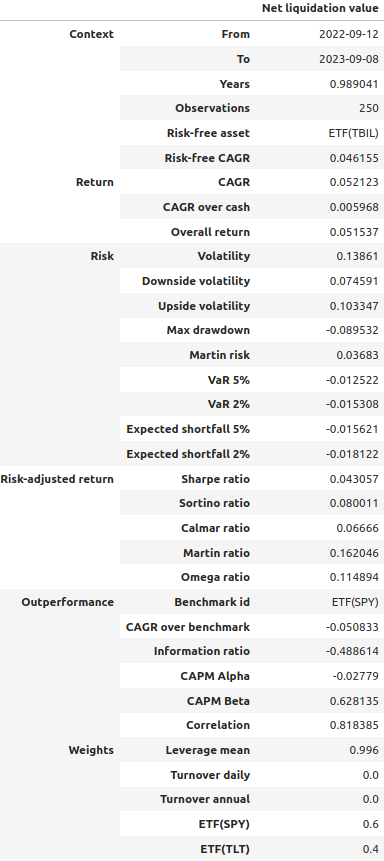 Net liquidation value
Context From 2022-09-12
To 2023-09-08
Years 0.989041
Observations 250
Risk-free asset ETF(TBIL)
Risk-free CAGR 0.046155
Return CAGR 0.052123
CAGR over cash 0.005968
Overall return 0.051537
Risk Volatility 0.13861
Downside volatility 0.074591
Upside volatility 0.103347
Max drawdown -0.089532
Martin risk 0.03683
VaR 5% -0.012522
VaR 2% -0.015308
Expected shortfall 5% -0.015621
Expected shortfall 2% -0.018122
Risk-adjusted return Sharpe ratio 0.043057
Sortino ratio 0.080011
Calmar ratio 0.06666
Martin ratio 0.162046
Omega ratio 0.114894
Outperformance Benchmark id ETF(SPY)
CAGR over benchmark -0.050833
Information ratio -0.488614
CAPM Alpha -0.02779
CAPM Beta 0.628135
Correlation 0.818385
Weights Leverage mean 0.996
Turnover daily 0.0
Turnover annual 0.0
ETF(SPY) 0.6
ETF(TLT) 0.4